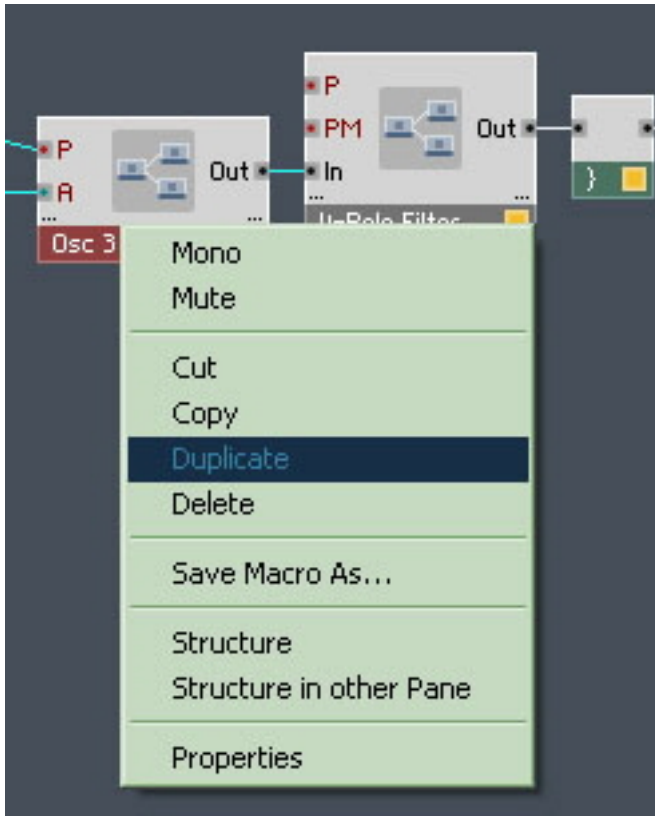 P
PM
Out
In
...
...
P
A
Out
...
...
Osc 3
}
Mono
Mute
Cut
Copy
Duplicate
Delete
Save Macro As...
Structure
Structure in other Pane
Properties